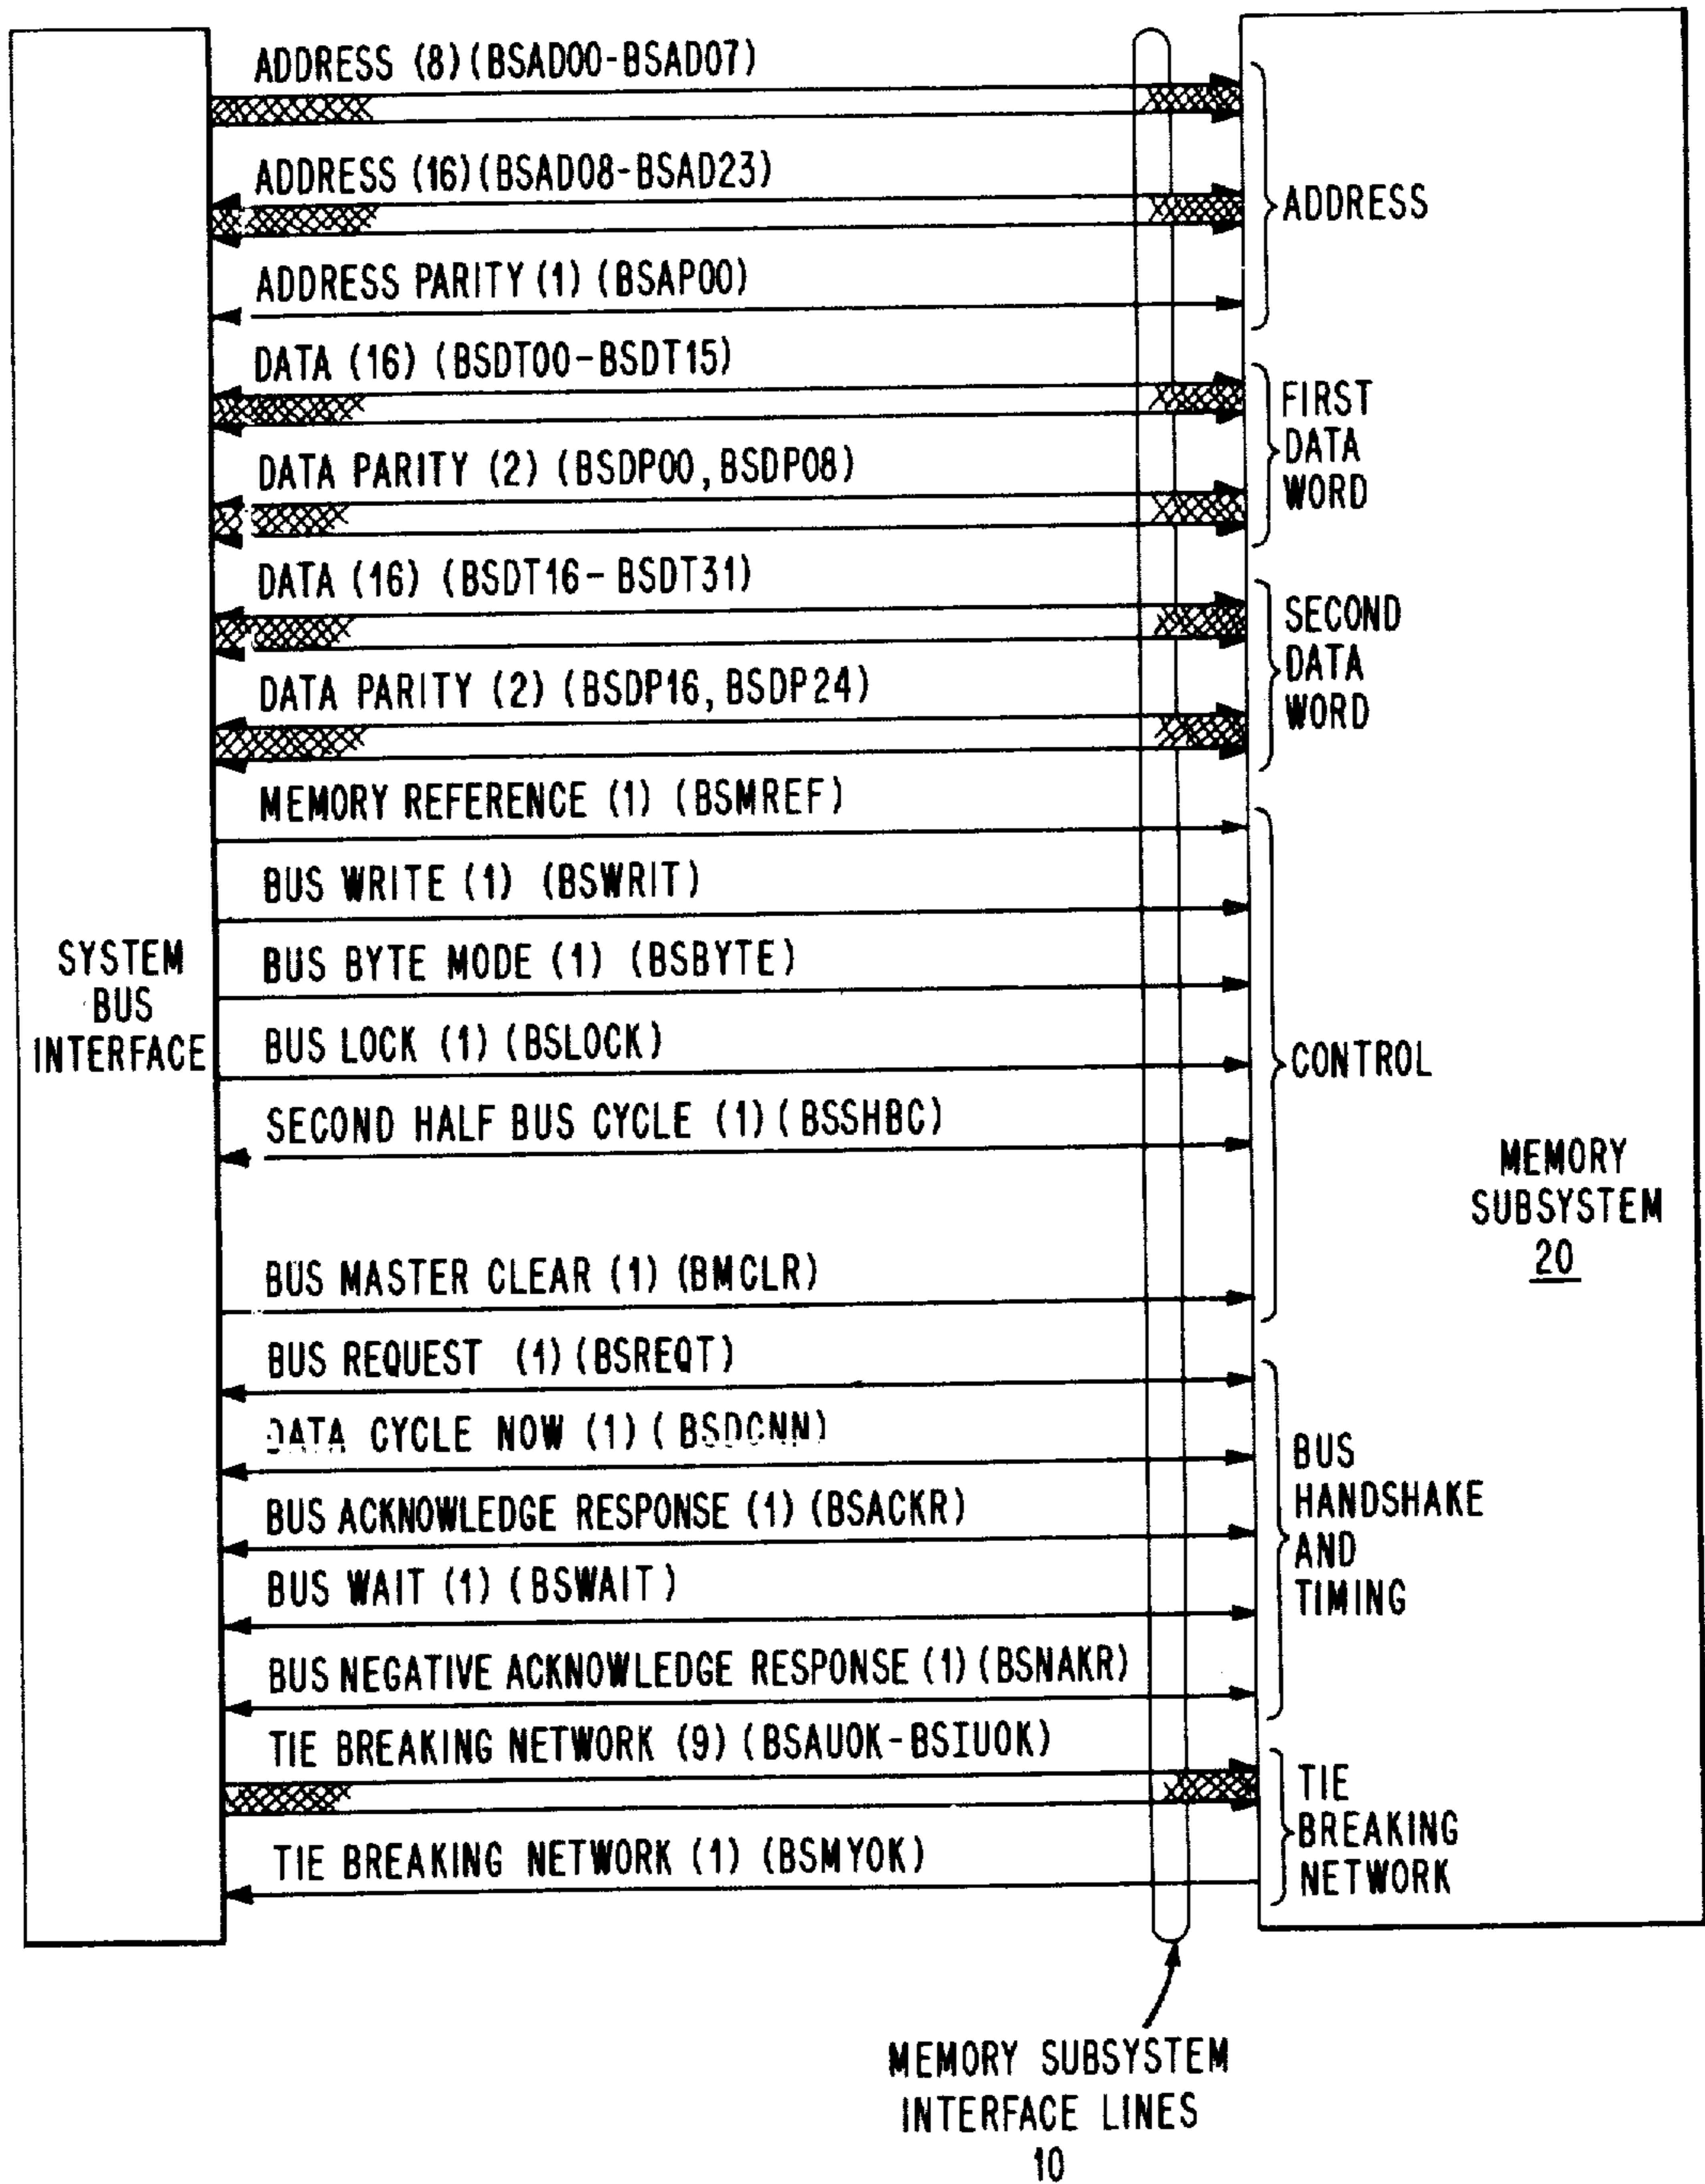 ADDRESS (8)(BSAD00-BSAD07)
ADDRESS (16)(BSAD08-BSAD23)
ADDRESS PARITY (1) (BSAP00)
ADDRESS
DATA (16) (BSDT00-BSDT15)
DATA PARITY (2) (BSDP00, BSDP08)
FIRST
DATA
WORD
DATA (16) (BSDT16-BSDT31)
DATA PARITY (2) (BSDP16, BSDP24)
SECOND
DATA
WORD
MEMORY REFERENCE (1) (BSMREF)
BUS WRITE (1) (BSWRIT)
BUS BYTE MODE (1) (BSBYTE)
BUS LOCK (1) (BSLOCK)
SECOND HALF BUS CYCLE (1) (BSSHBC)
BUS MASTER CLEAR (1) (BMCLR)
CONTROL
SYSTEM
BUS
INTERFACE
MEMORY
SUBSYSTEM
20
BUS REQUEST (1) (BSREQT)
DATA CYCLE NOW (1) (BSDCNN)
BUS ACKNOWLEDGE RESPONSE (1) (BSACKR)
BUS WAIT (1) (BSWAIT)
BUS NEGATIVE ACKNOWLEDGE RESPONSE (1) (BSNAKR)
BUS
HANDSHAKE
AND
TIMING
TIE BREAKING NETWORK (9) (BSAUOK-BSIUOK)
TIE BREAKING NETWORK (1) (BSMYOK)
TIE
BREAKING
NETWORK
MEMORY SUBSYSTEM
INTERFACE LINES
10